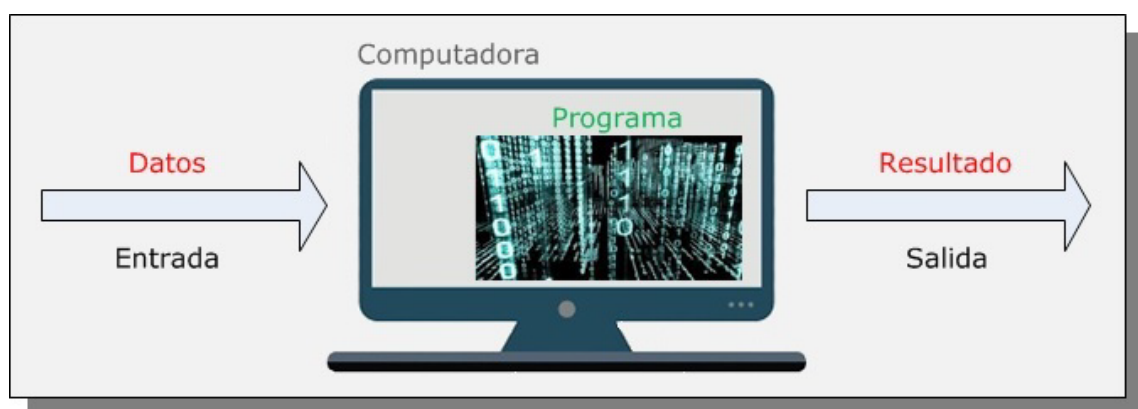 Computadora
Programa
Datos
Entrada
Resultado
Salida